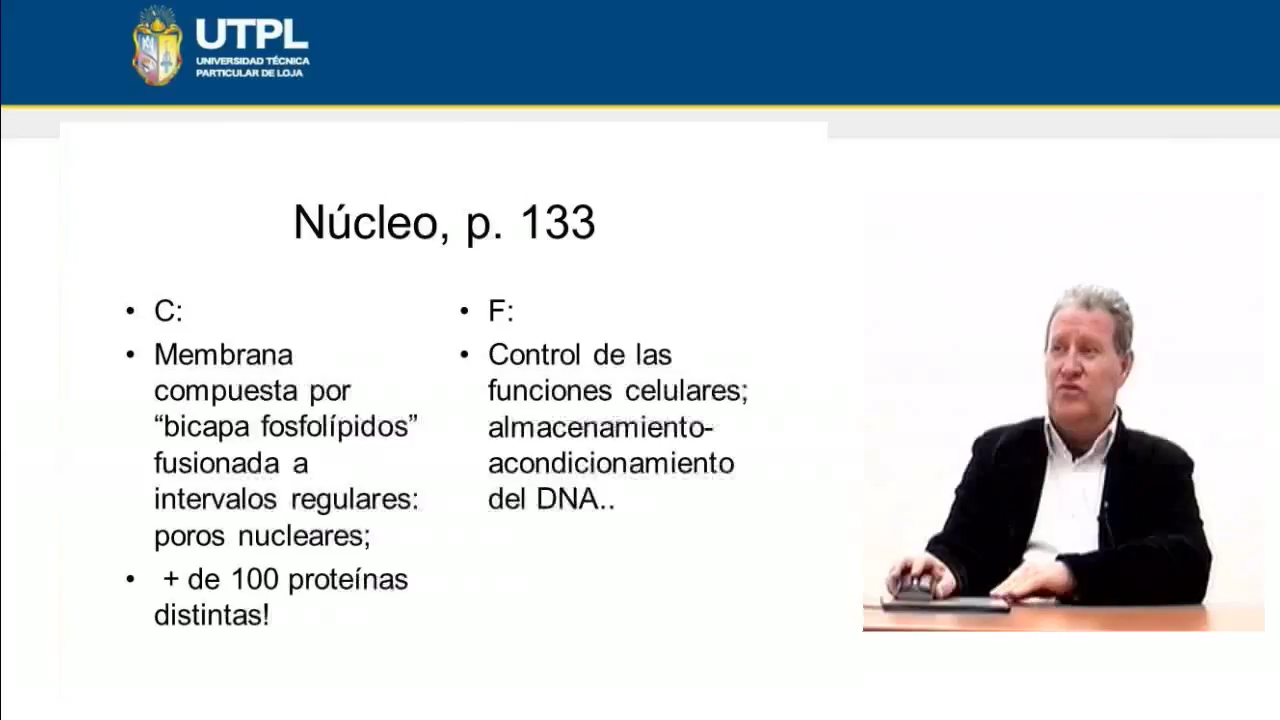 UTPL
UNIVERSIDAD TÉCNICA
PARTICULAR DE LOJA
Núcleo, p. 133
• C:
• Membrana
compuesta por
“bicapa fosfolípidos”
fusionada a
intervalos regulares:
poros nucleares;
• + de 100 proteínas
distintas!
• F:
• Control de las
funciones celulares;
almacenamiento-
acondicionamiento
del DNA..